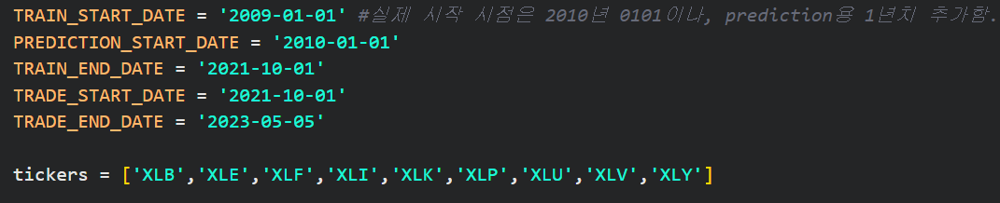 TRAIN_START_DATE = '2009-01-01' #실제 시작 시점은 2010년 0101이나, prediction용 1년치 추가함.
PREDICTION_START_DATE = '2010-01-01'
TRAIN_END_DATE = '2021-10-01'
TRADE_START_DATE = '2021-10-01'
TRADE_END_DATE = '2023-05-05'
tickers = ['XLB','XLE','XLF','XLI','XLK','XLP','XLU','XLV','XLY']